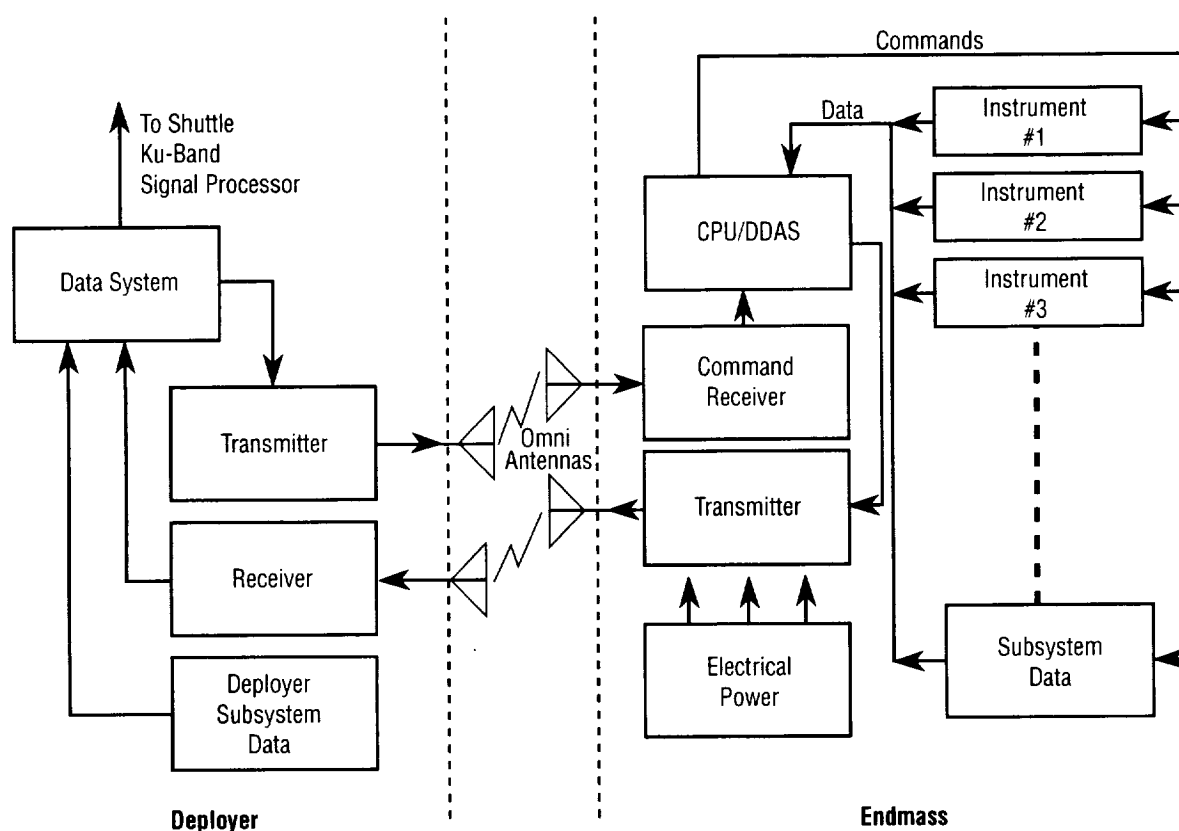 Commands
To Shuttle
Ku-Band
Signal Processor
Data System
Transmitter
Receiver
Deployer
Subsystem
Data
Deployer
Omni
Antennas
Data
CPU/DDAS
Command
Receiver
Transmitter
Electrical
Power
Instrument
#1
Instrument
#2
Instrument
#3
Subsystem
Data
Endmass